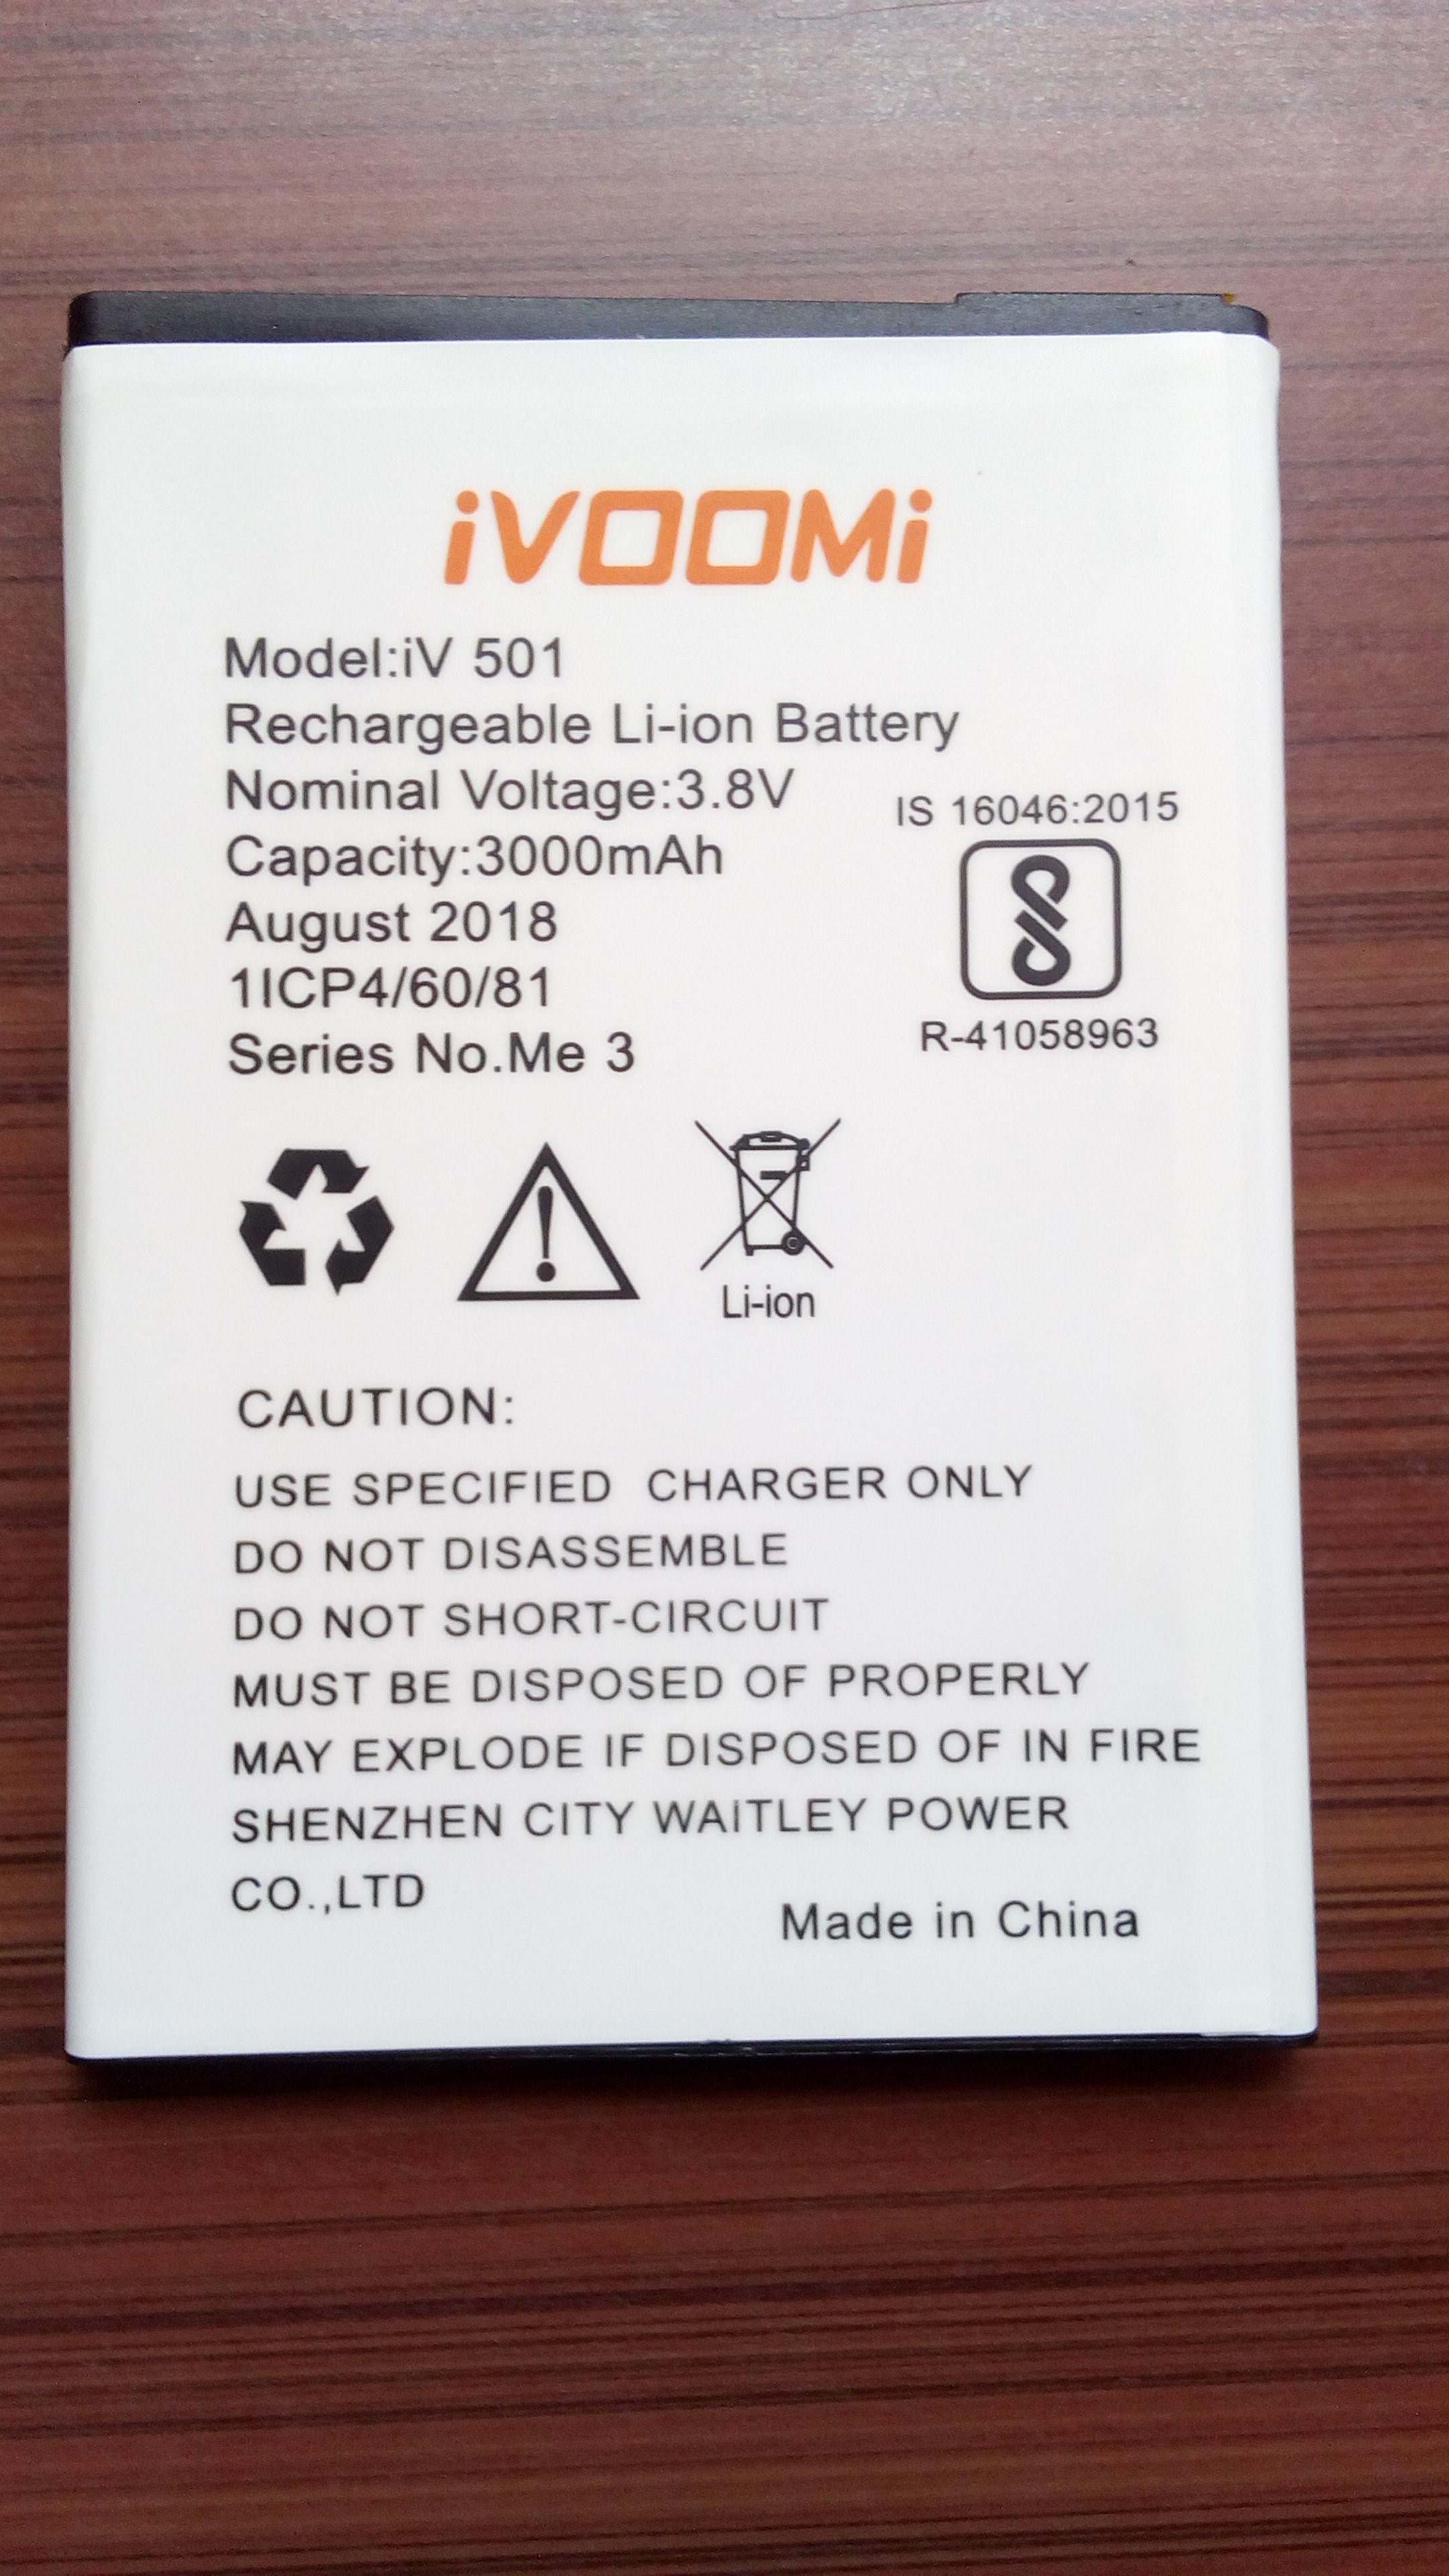 iVOOMi
Model:iV 501
Rechargeable Li-ion Battery
Nominal Voltage:3.8V
Capacity:3000mAh
August 2018
1ICP4/60/81
Series No.Me 3
IS 16046:2015
R-41058963
Li-ion
CAUTION:
USE SPECIFIED  CHARGER ONLY
DO NOT DISASSEMBLE
DO NOT SHORT-CIRCUIT
MUST BE DISPOSED OF PROPERLY
MAY EXPLODE IF DISPOSED OF IN FIRE
SHENZHEN CITY WAiTLEY POWER
CO.,LTD
Made in China